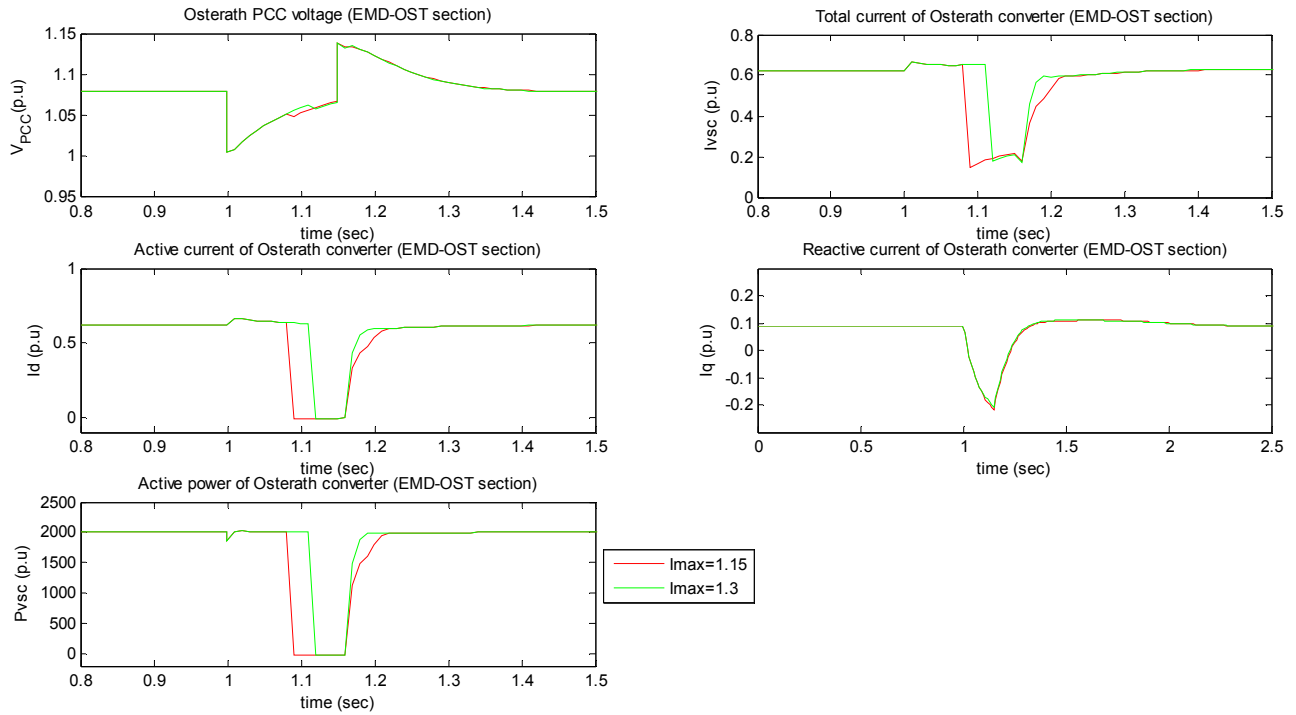 Osterath PCC voltage (EMD-OST section)
1.15
1.1
1.05
1
0.95
VPCC(p.u)
0.8 0.9 1 1.1 1.2 1.3 1.4 1.5
time (sec)
Total current of Osterath converter (EMD-OST section)
0.8
0.6
0.4
0.2
0
Ivsc (p.u)
0.8 0.9 1 1.1 1.2 1.3 1.4 1.5
time (sec)
Active current of Osterath converter (EMD-OST section)
1
0.5
0
Id (p.u)
0.8 0.9 1 1.1 1.2 1.3 1.4 1.5
time (sec)
Reactive current of Osterath converter (EMD-OST section)
0.2
0.1
0
-0.1
-0.2
Iq (p.u)
0 0.5 1 1.5 2 2.5
time (sec)
Active power of Osterath converter (EMD-OST section)
2500
2000
1500
1000
500
0
Pvsc (p.u)
0.8 0.9 1 1.1 1.2 1.3 1.4 1.5
time (sec)
Imax=1.15
Imax=1.3